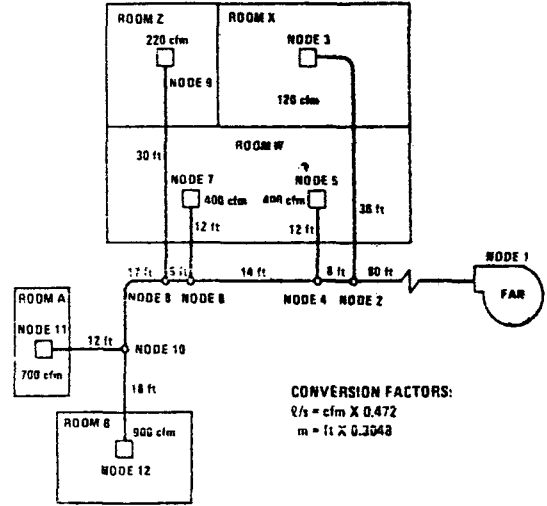 ROOM Z
ROOM X
220 cfm
NODE 3
NODE 9
126 cfm
30 ft
ROOM W
NODE 7
NODE 5
400 cfm
400 cfm
12 ft
12 ft
36 ft
NODE 1
17 ft
5 ft
14 ft
8 ft
60 ft
NODE 8
NODE 6
NODE 4
NODE 2
FAN
ROOM A
NODE 11
12 ft
NODE 10
700 cfm
18 ft
CONVERSION FACTORS:
ℓ/s = cfm X 0.472
m = ft X 0.3048
ROOM B
900 cfm
NODE 12